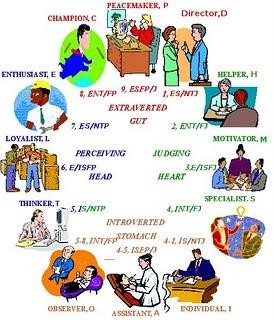 PEACEMAKER, P
CHAMPION, C
Director,D
ENTHUSIAST, E
HELPER, H
9, ESFP/J
8, ENT/FP
1, ES/NTJ
EXTRAVERTED
GUT
7, ES/NTP
2, ENT/FJ
LOYALIST, L
MOTIVATOR, M
PERCEIVING
JUDGING
6, E/ISFP
3,E/ISFJ
HEAD
HEART
SPECIALIST. S
THINKER,T
5, IS/NTP
4, INT/FJ
INTROVERTED
STOMACH
5-8, INT/FP
4-1, IS/NTJ
4-5, ISFP/J
OBSERVER, O
ASSISTANT, A
INDIVIDUAL, I